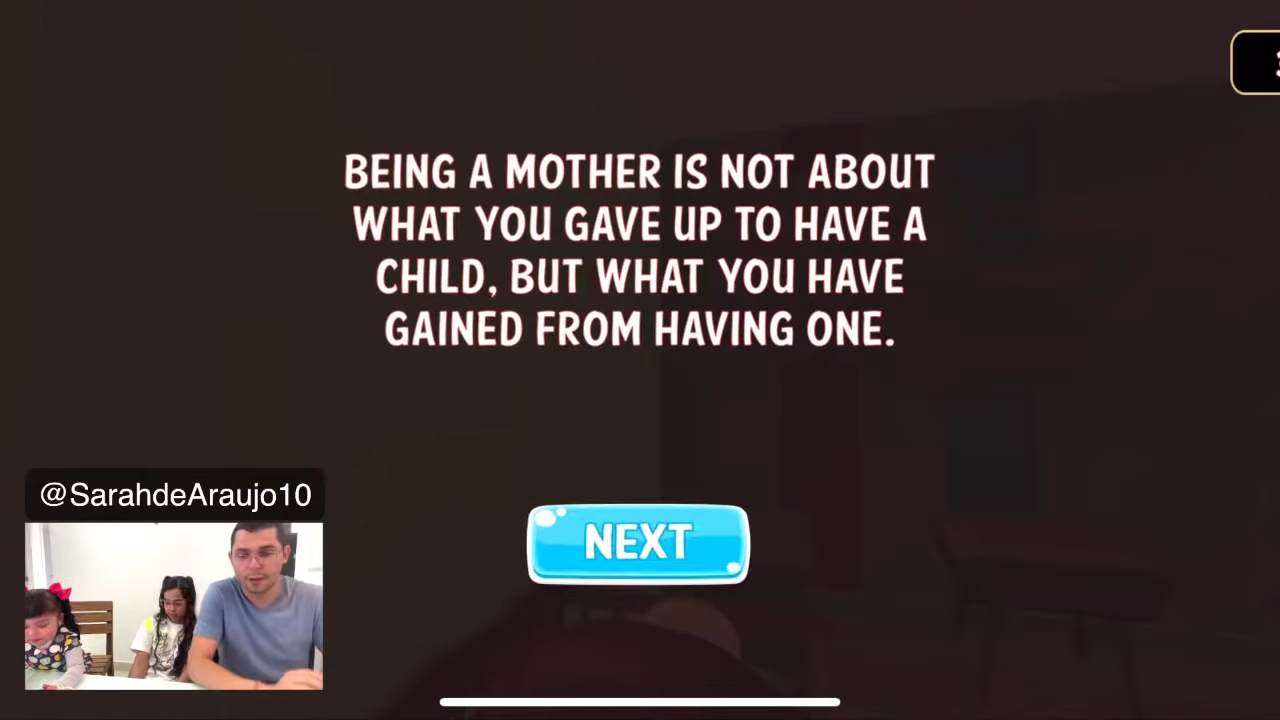 BEING A MOTHER IS NOT ABOUT
WHAT YOU GAVE UP TO HAVE A
CHILD, BUT WHAT YOU HAVE
GAINED FROM HAVING ONE.
@SarahdeAraujo10
NEXT